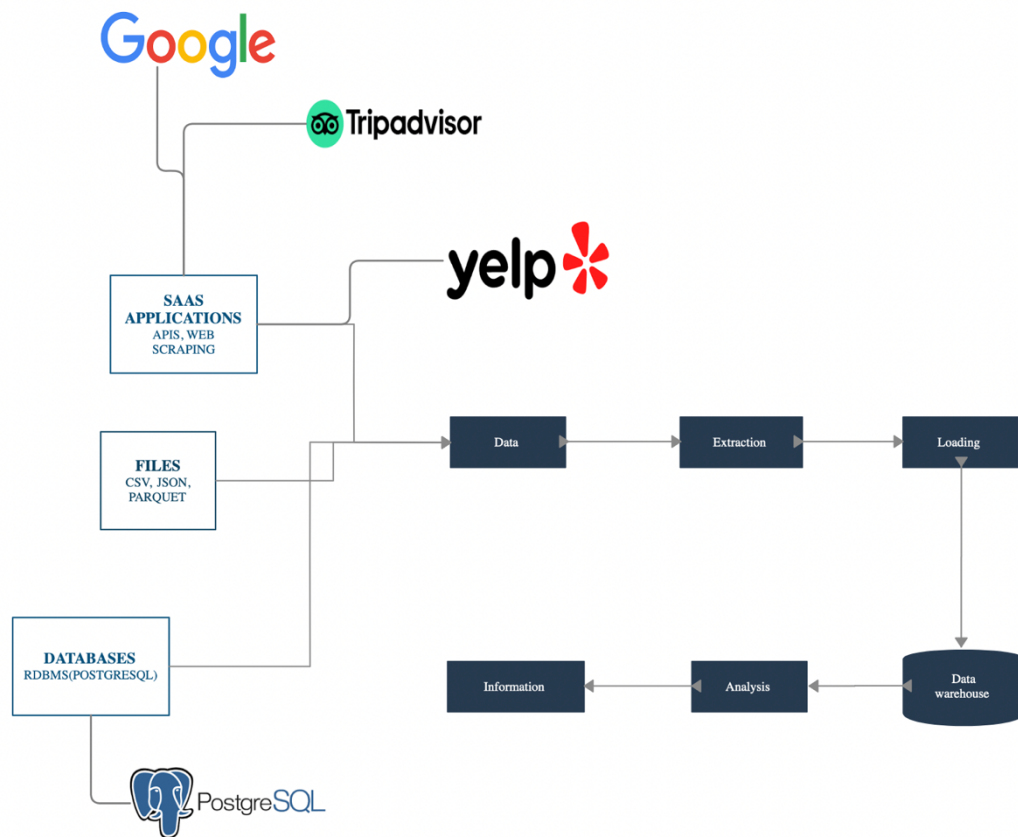 Google
Tripadvisor
yelp
SAAS
APPLICATIONS
APIS, WEB
SCRAPING
FILES
CSV, JSON,
PARQUET
Data
Extraction
Loading
DATABASES
RDBMS(POSTGRESQL)
Information
Analysis
Data
warehouse
PostgreSQL